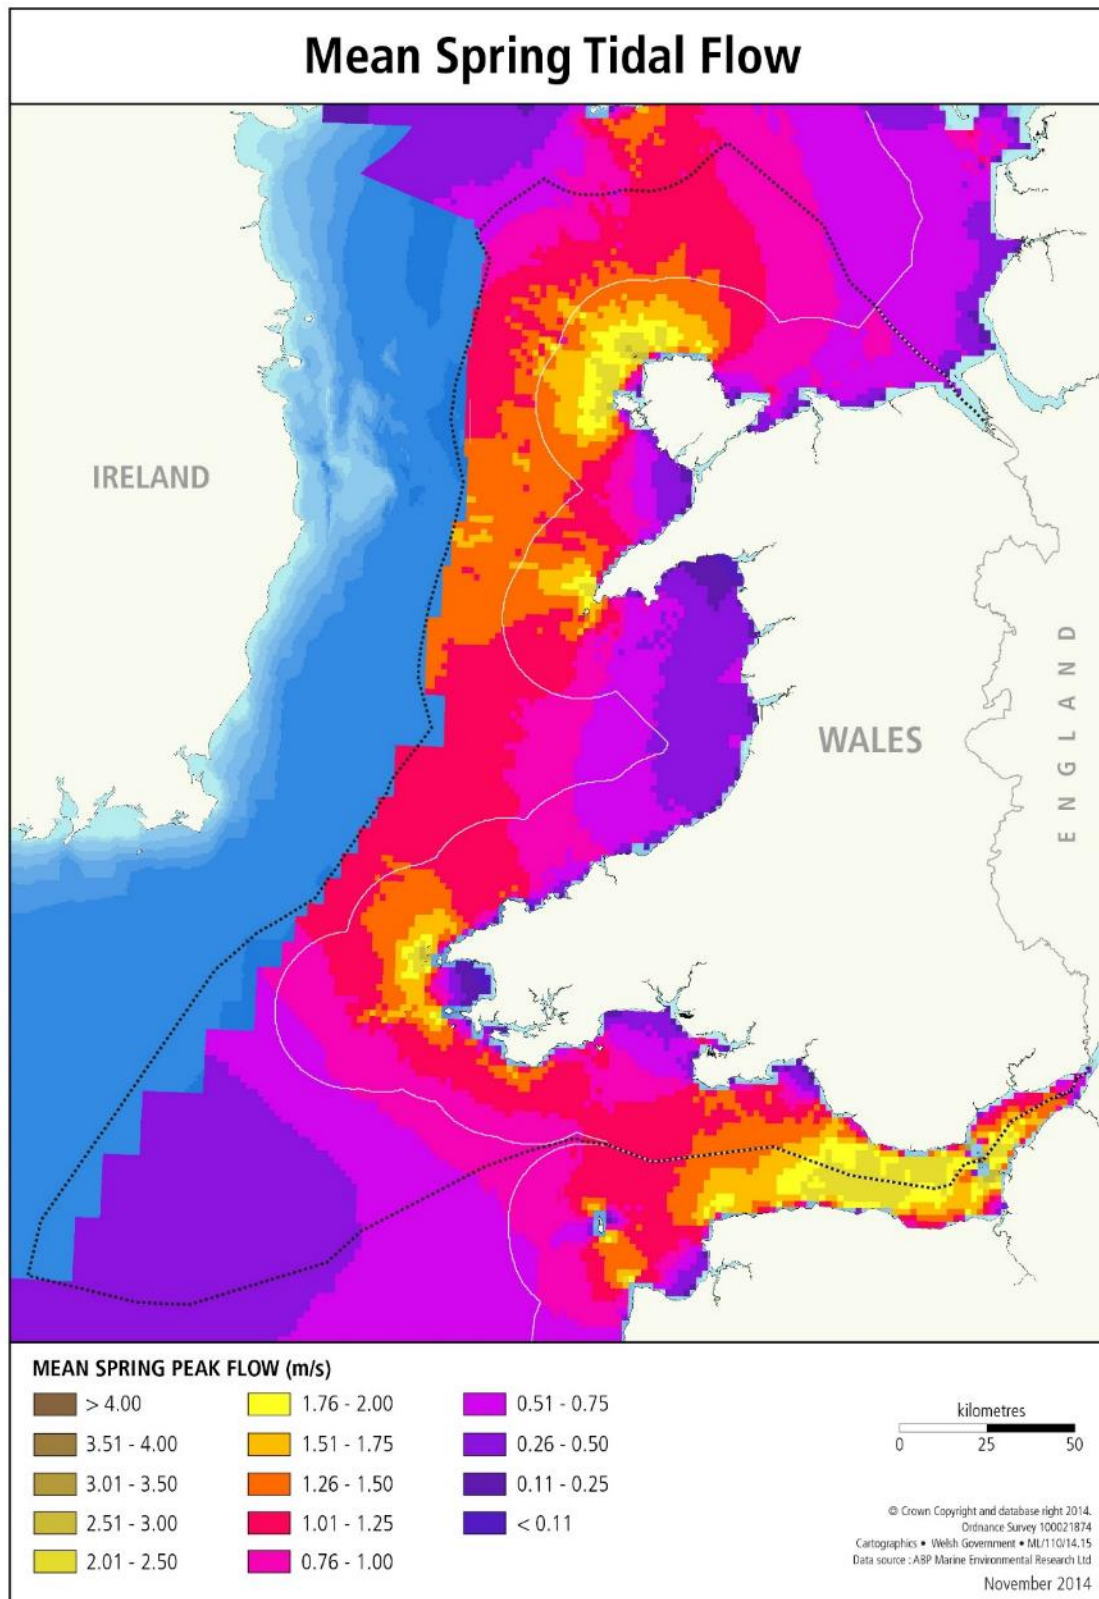 Mean Spring Tidal Flow
IRELAND
WALES
ENGLAND
MEAN SPRING PEAK FLOW (m/s)
> 4.00
3.51 - 4.00
3.01 - 3.50
2.51 - 3.00
2.01 - 2.50
1.76 - 2.00
1.51 - 1.75
1.26 - 1.50
1.01 - 1.25
0.76 - 1.00
0.51 - 0.75
0.26 - 0.50
0.11 - 0.25
< 0.11
kilometres
0 25 50
© Crown Copyright and database right 2014.
Ordnance Survey 100021874
Cartographics • Welsh Government • ML/110/14.15
Data source : ABP Marine Environmental Research Ltd
November 2014